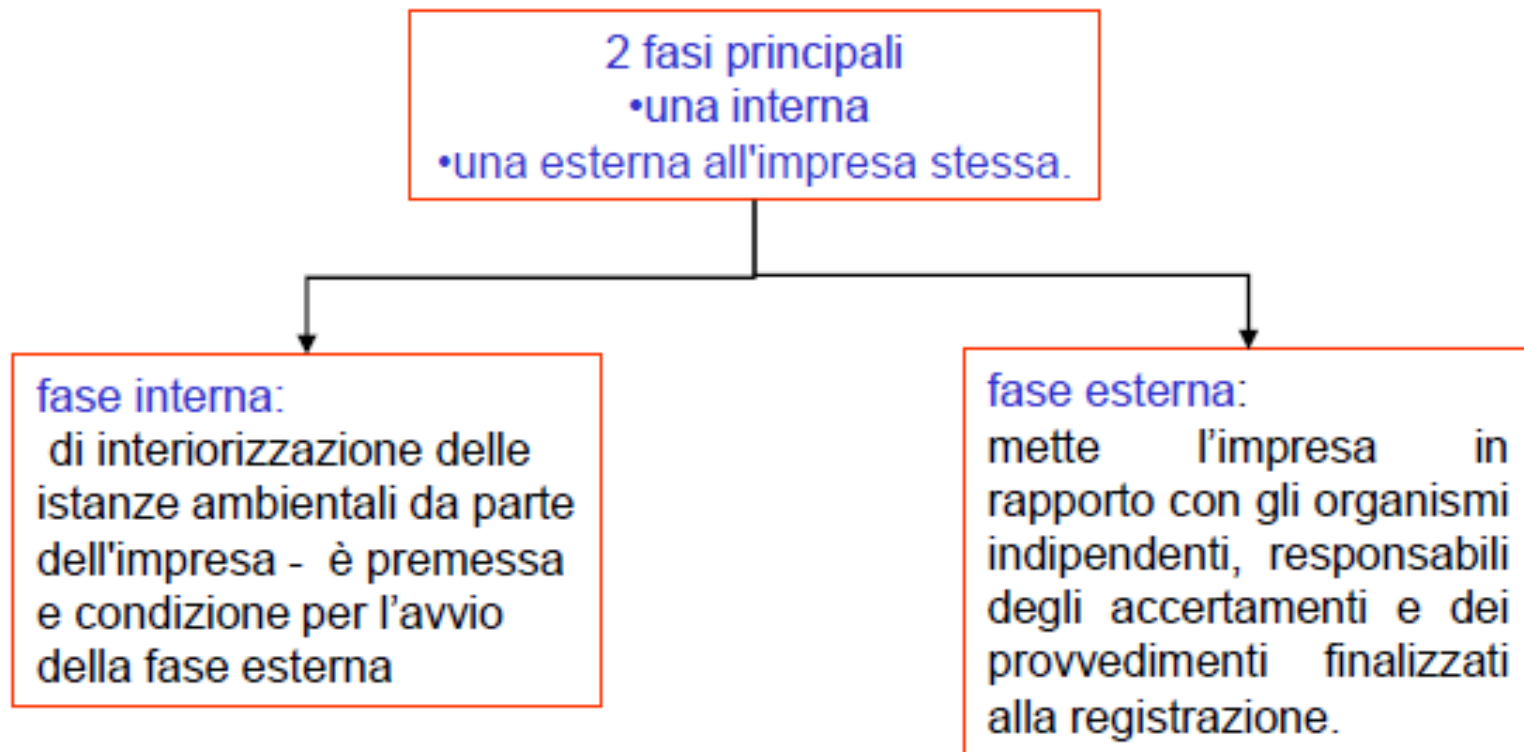 2 fasi principali
•una interna
•una esterna all'impresa stessa.
fase interna:
di interiorizzazione delle
istanze ambientali da parte
dell'impresa - è premessa
e condizione per l’avvio
della fase esterna
fase esterna:
mette l’impresa in
rapporto con gli organismi
indipendenti, responsabili
degli accertamenti e dei
provvedimenti finalizzati
alla registrazione.